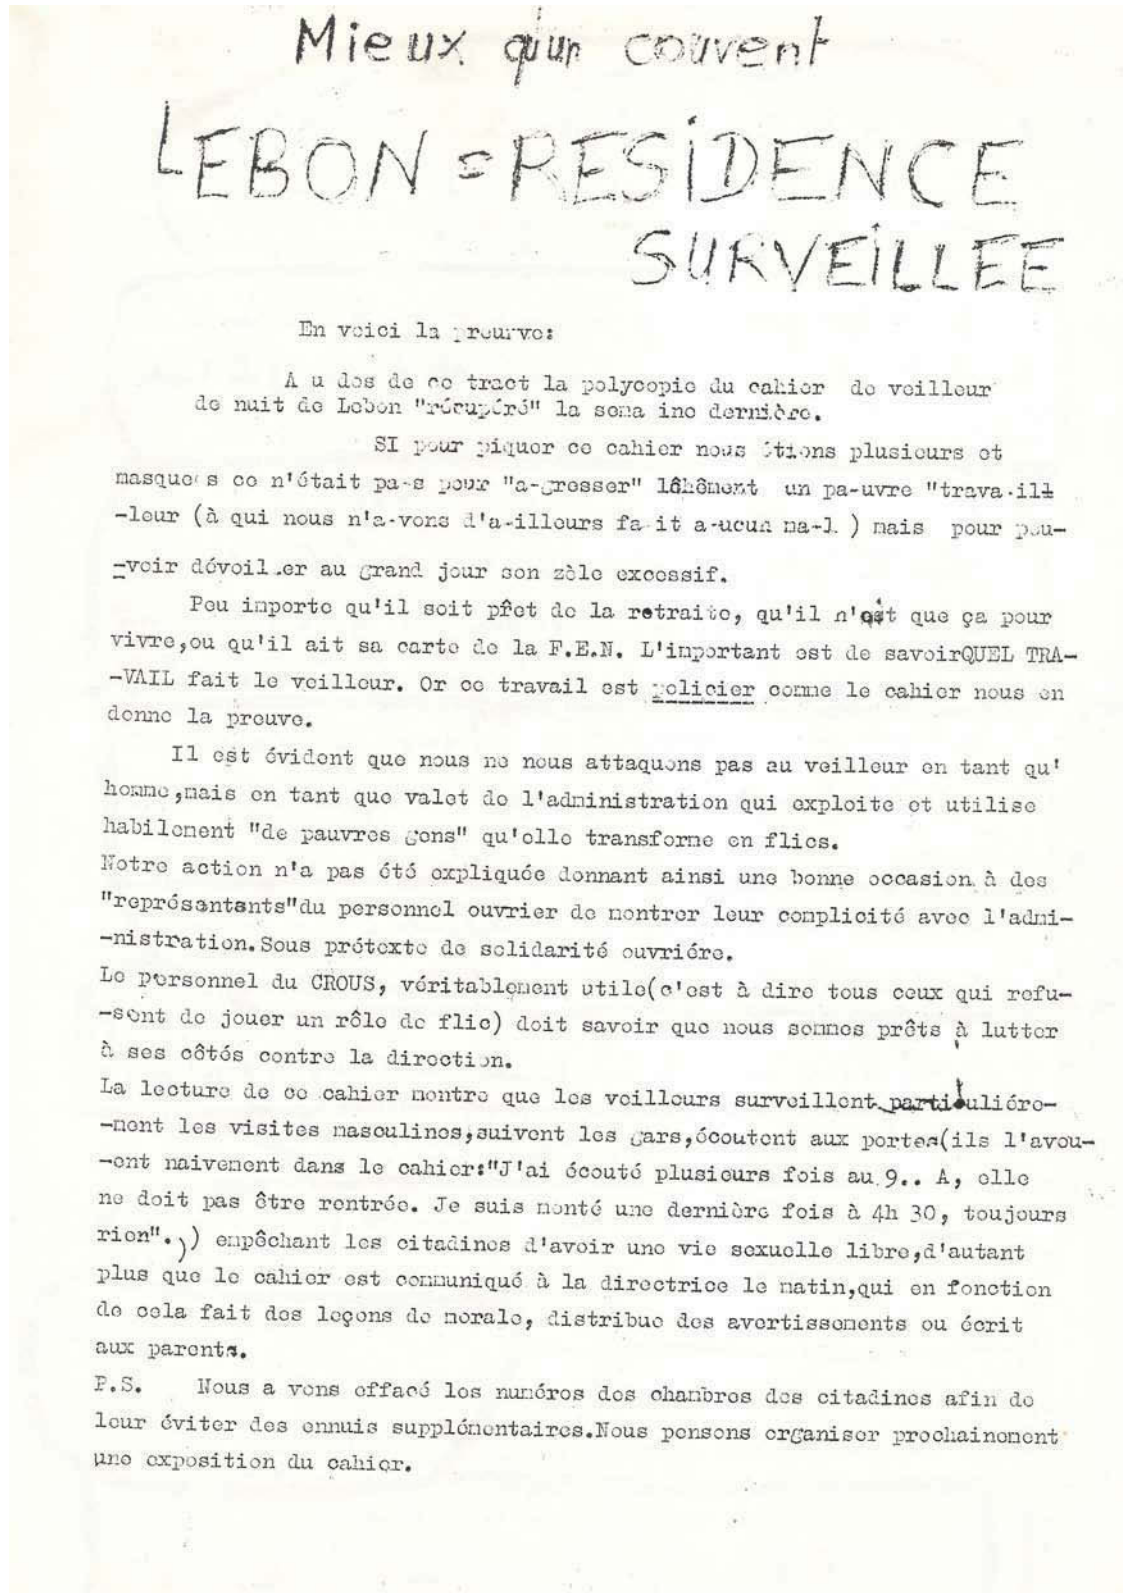 Mieux qu'un couvent
LEBON = RESIDENCE
SURVEILLEE
En voici la preurve:
A u dos de ce tract la polycopie du cahier de veilleur
de nuit de Lebon "récupéré" la sema ine dernière.
SI pour piquer ce cahier nous étions plusieurs et
masques ce n'était pa-s pour "a-gresser" lâhêment un pa-uvre "trava-ill
-leur (à qui nous n'a-vons d'a-illeurs fa-it a-ucun ma-l ) mais pour pou-
-voir dévoil.er au grand jour son zèle excessif.
Peu importe qu'il soit pfet de la retraite, qu'il n'ait que ça pour
vivre,ou qu'il ait sa carte de la F.E.N. L'important est de savoirQUEL TRA-
-VAIL fait le veilleur. Or ce travail est policier comme le cahier nous en
donne la preuve.
Il est évident que nous ne nous attaquons pas au veilleur en tant qu'
homme,mais en tant que valet de l'administration qui exploite et utilise
habilement "de pauvres gens" qu'elle transforme en flics.
Notre action n'a pas été expliquée donnant ainsi une bonne occasion à des
"représentants"du personnel ouvrier de montrer leur complicité avec l'admi-
-nistration.Sous prétexte de solidarité ouvriére.
Le personnel du CROUS, véritablement utile(c'est à dire tous ceux qui refu-
-sent de jouer un rôle de flic) doit savoir que nous sommes prêts à lutter
à ses côtés contre la direction.
La lecture de ce cahier montre que les veilleurs surveillent particuliére-
-ment les visites masculines,suivent les gars,écoutent aux portes(ils l'avou-
-ent naivement dans le cahier:"J'ai écouté plusieurs fois au 9.. A, elle
ne doit pas être rentrée. Je suis monté une dernière fois à 4h 30, toujours
rien".) empêchant les citadines d'avoir une vie sexuelle libre,d'autant
plus que le cahier est communiqué à la directrice le matin,qui en fonction
de cela fait des leçons de morale, distribue des avertissements ou écrit
aux parents.
P.S. Nous a vons effacé les numéros des chambres des citadines afin de
leur éviter des ennuis supplémentaires.Nous pensons organiser prochainement
une exposition du cahier.